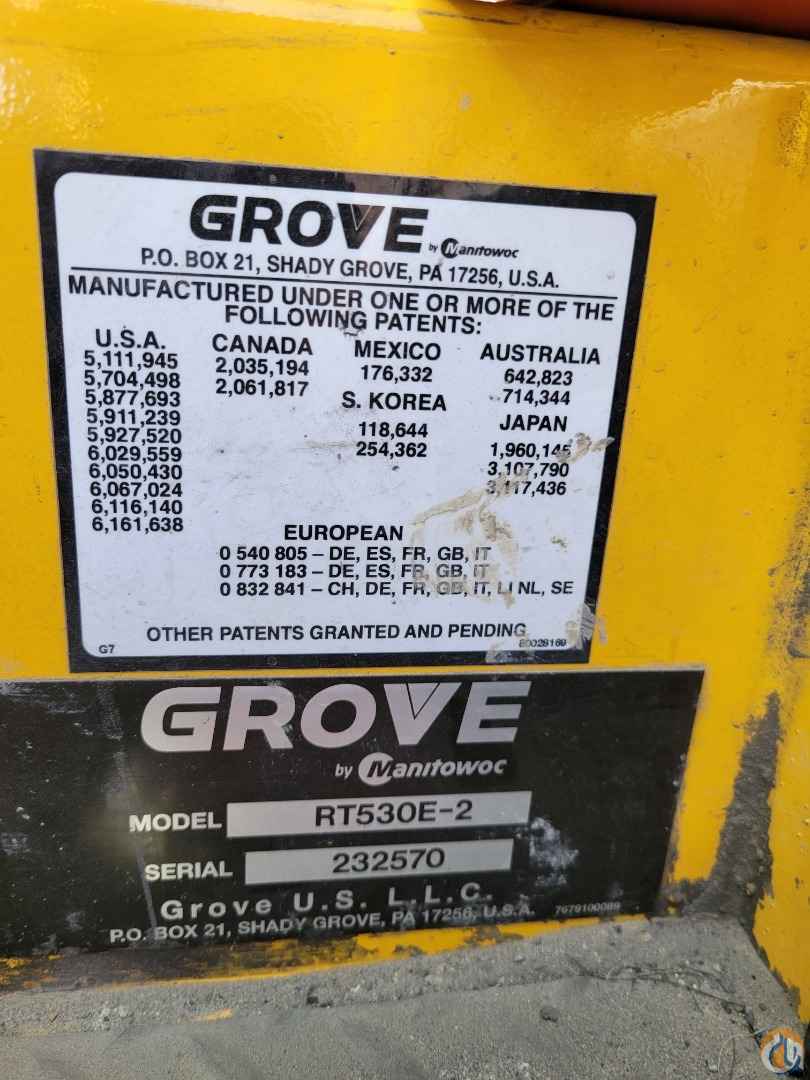 GROVE
by Manitowoc
P.O. BOX 21, SHADY GROVE, PA 17256, U.S.A.
MANUFACTURED UNDER ONE OR MORE OF THE
FOLLOWING PATENTS:
U.S.A.
5,111,945
5,704,498
5,877,693
5,911,239
5,927,520
6,029,559
6,050,430
6,067,024
6,116,140
6,161,638
CANADA
2,035,194
2,061,817
MEXICO
176,332
S. KOREA
118,644
254,362
AUSTRALIA
642,823
714,344
JAPAN
1,960,145
3,107,790
3,117,436
EUROPEAN
0 540 805 – DE, ES, FR, GB, IT
0 773 183 – DE, ES, FR, GB, IT
0 832 841 – CH, DE, FR, GB, IT, LI NL, SE
OTHER PATENTS GRANTED AND PENDING
G7
GROVE
by Manitowoc
MODEL RT530E-2
SERIAL 232570
Grove U.S. L.L.C.
P.O. BOX 21, SHADY GROVE, PA 17256, U.S.A.